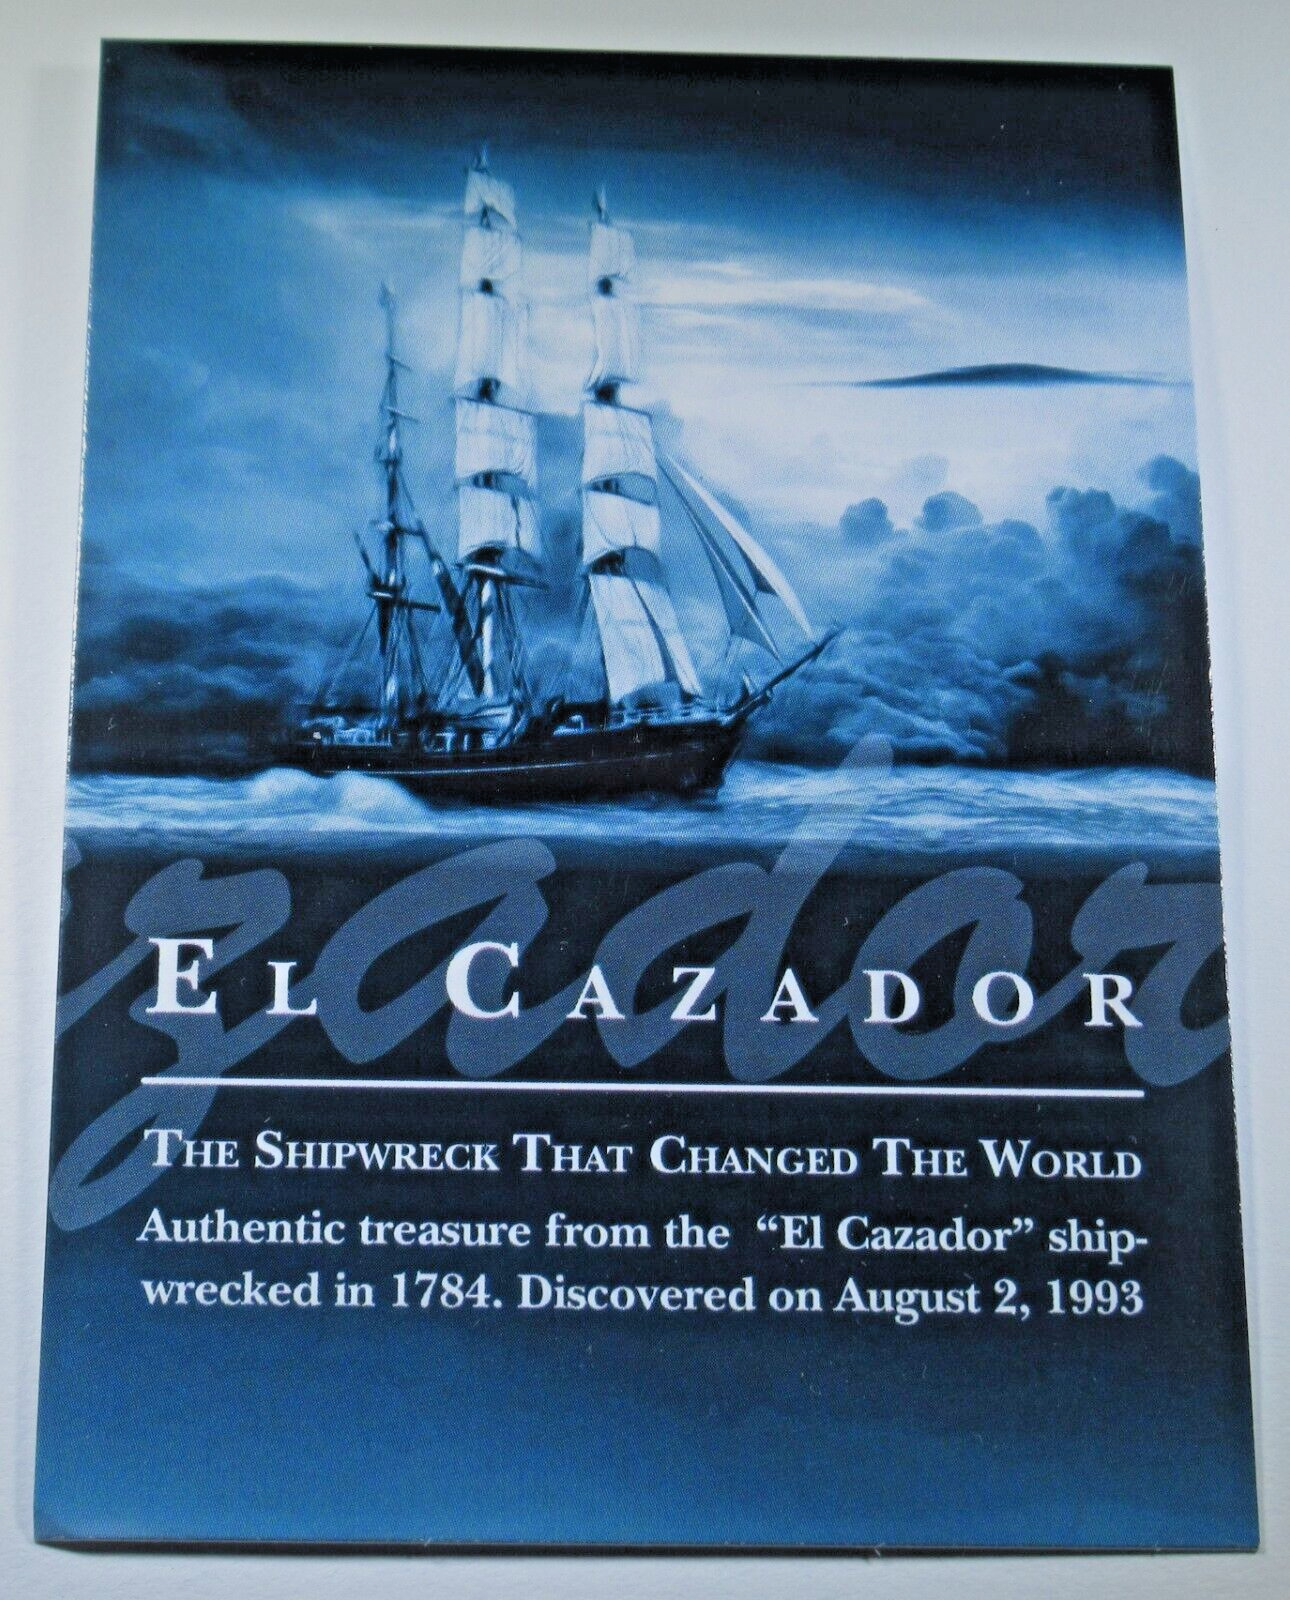 zador
EL CAZADOR
THE SHIPWRECK THAT CHANGED THE WORLD
Authentic treasure from the “El Cazador” ship-
wrecked in 1784. Discovered on August 2, 1993